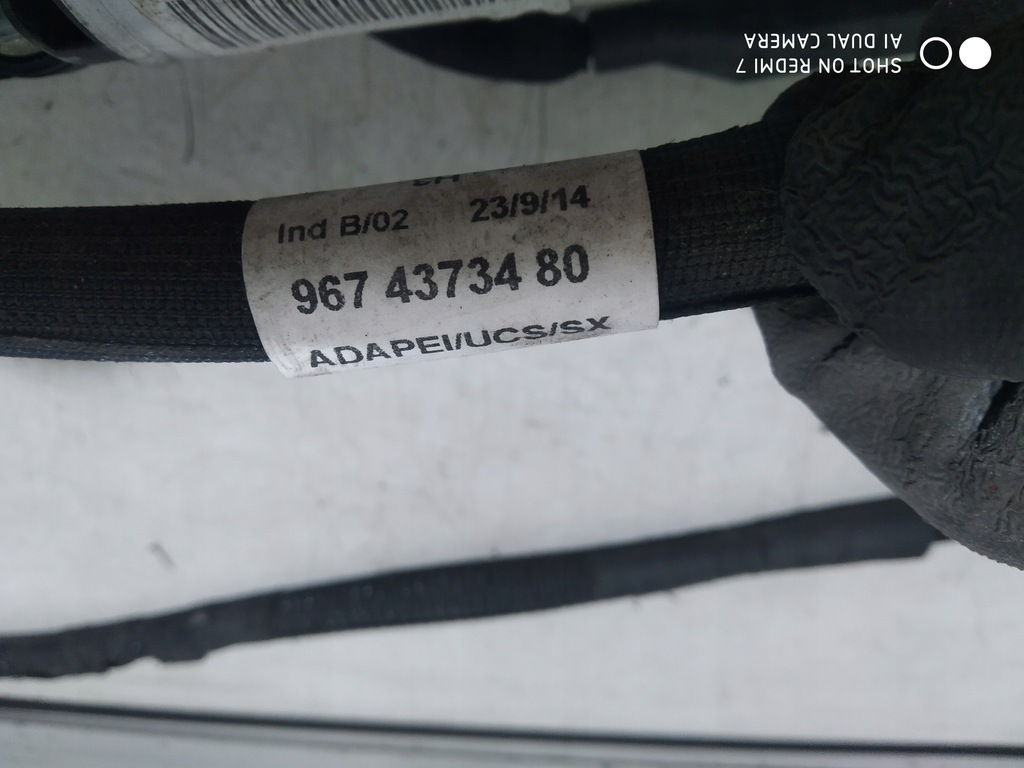 Ind B/02 23/9/14
967 43734 80
ADAPEI/UCS/SX
SHOT ON REDMI 7
AI DUAL CAMERA